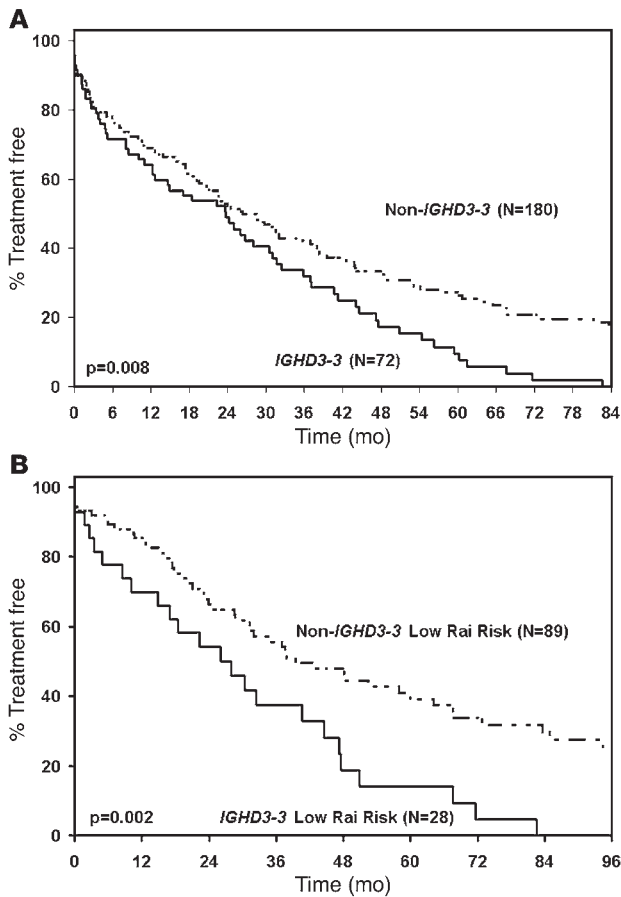 A
% Treatment free
100
80
60
40
20
0
Non-IGHD3-3 (N=180)
IGHD3-3 (N=72)
p=0.008
0 6 12 18 24 30 36 42 48 54 60 66 72 78 84
Time (mo)
B
% Treatment free
100
80
60
40
20
0
Non-IGHD3-3 Low Rai Risk (N=89)
p=0.002
IGHD3-3 Low Rai Risk (N=28)
0 12 24 36 48 60 72 84 96
Time (mo)